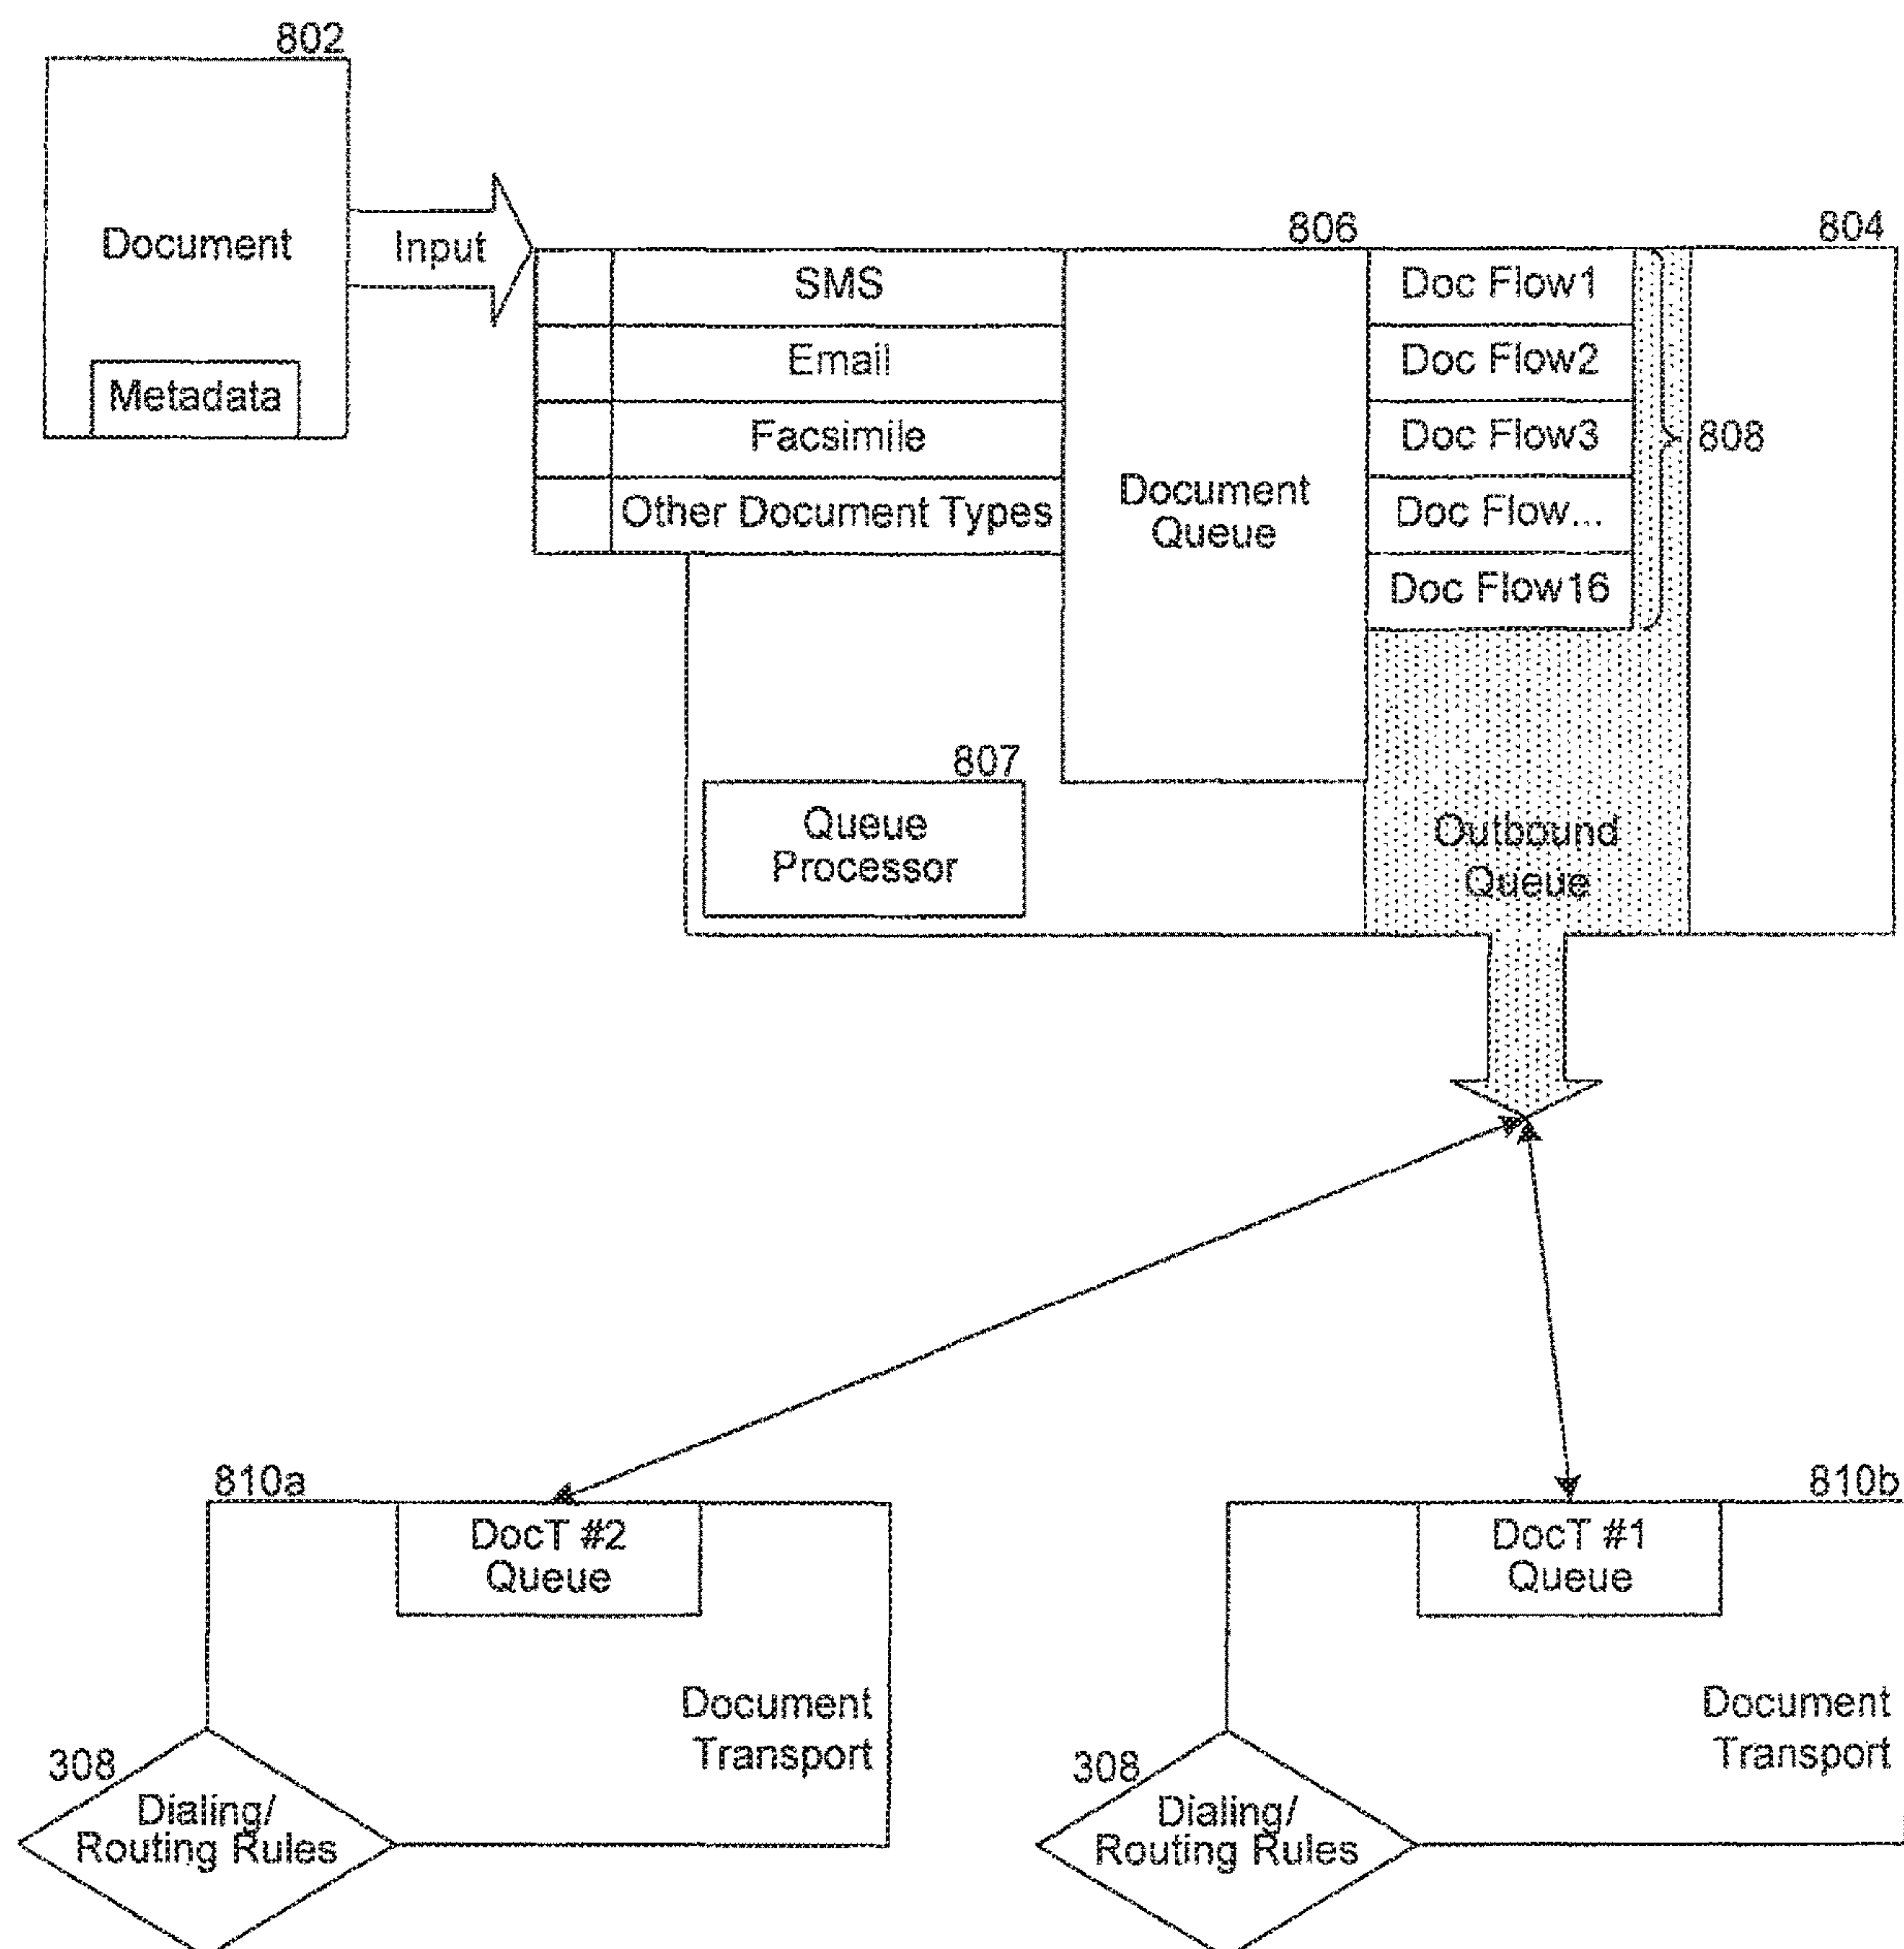 802
Document
Input
Metadata
806
804
SMS
Email
Facsimile
Other Document Types
Document
Queue
Doc Flow1
Doc Flow2
Doc Flow3
Doc Flow...
Doc Flow16
808
807
Queue
Processor
Outbound
Queue
810a
DocT #2
Queue
Document
Transport
308
Dialing/
Routing Rules
810b
DocT #1
Queue
Document
Transport
308
Dialing/
Routing Rules